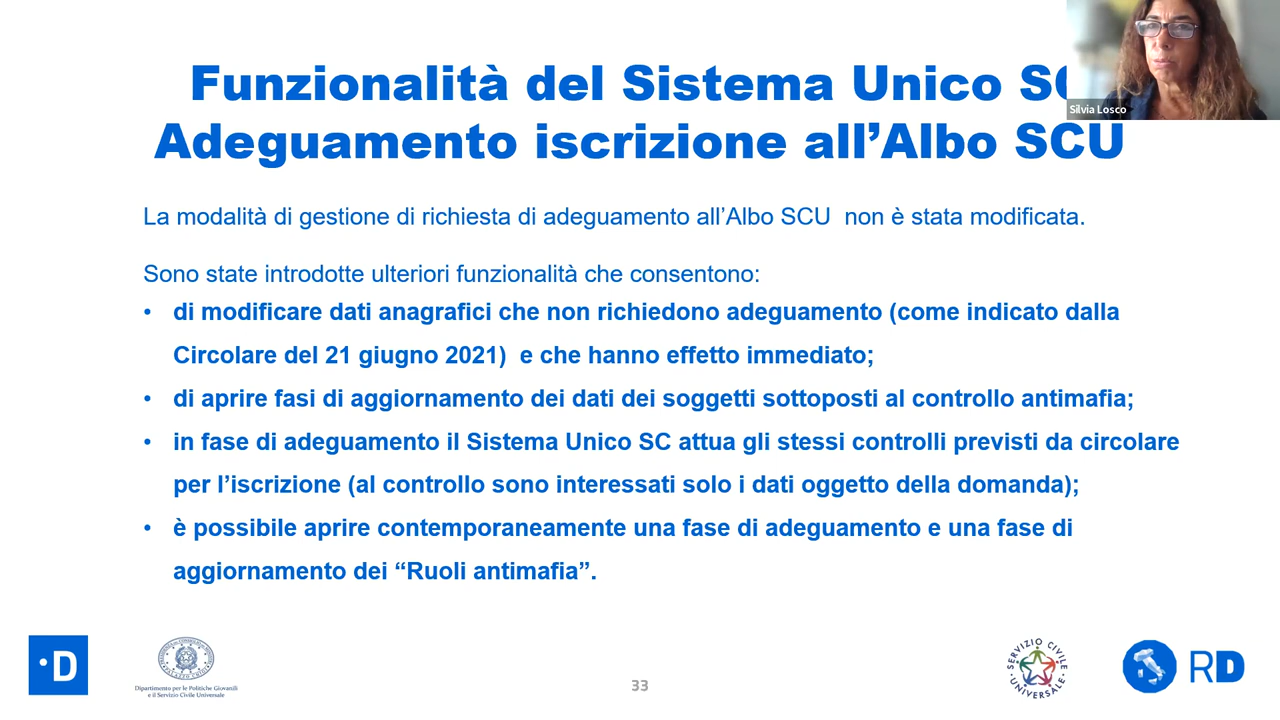 Funzionalità del Sistema Unico SC
Adeguamento iscrizione all’Albo SCU
Silvia Losco
La modalità di gestione di richiesta di adeguamento all’Albo SCU  non è stata modificata.
Sono state introdotte ulteriori funzionalità che consentono:
• di modificare dati anagrafici che non richiedono adeguamento (come indicato dalla
Circolare del 21 giugno 2021)  e che hanno effetto immediato;
• di aprire fasi di aggiornamento dei dati dei soggetti sottoposti al controllo antimafia;
• in fase di adeguamento il Sistema Unico SC attua gli stessi controlli previsti da circolare
per l’iscrizione (al controllo sono interessati solo i dati oggetto della domanda);
• è possibile aprire contemporaneamente una fase di adeguamento e una fase di
aggiornamento dei “Ruoli antimafia”.
D
Dipartimento per le Politiche Giovanili
e il Servizio Civile Universale
33
SERVIZIO CIVILE
UNIVERSALE
RD